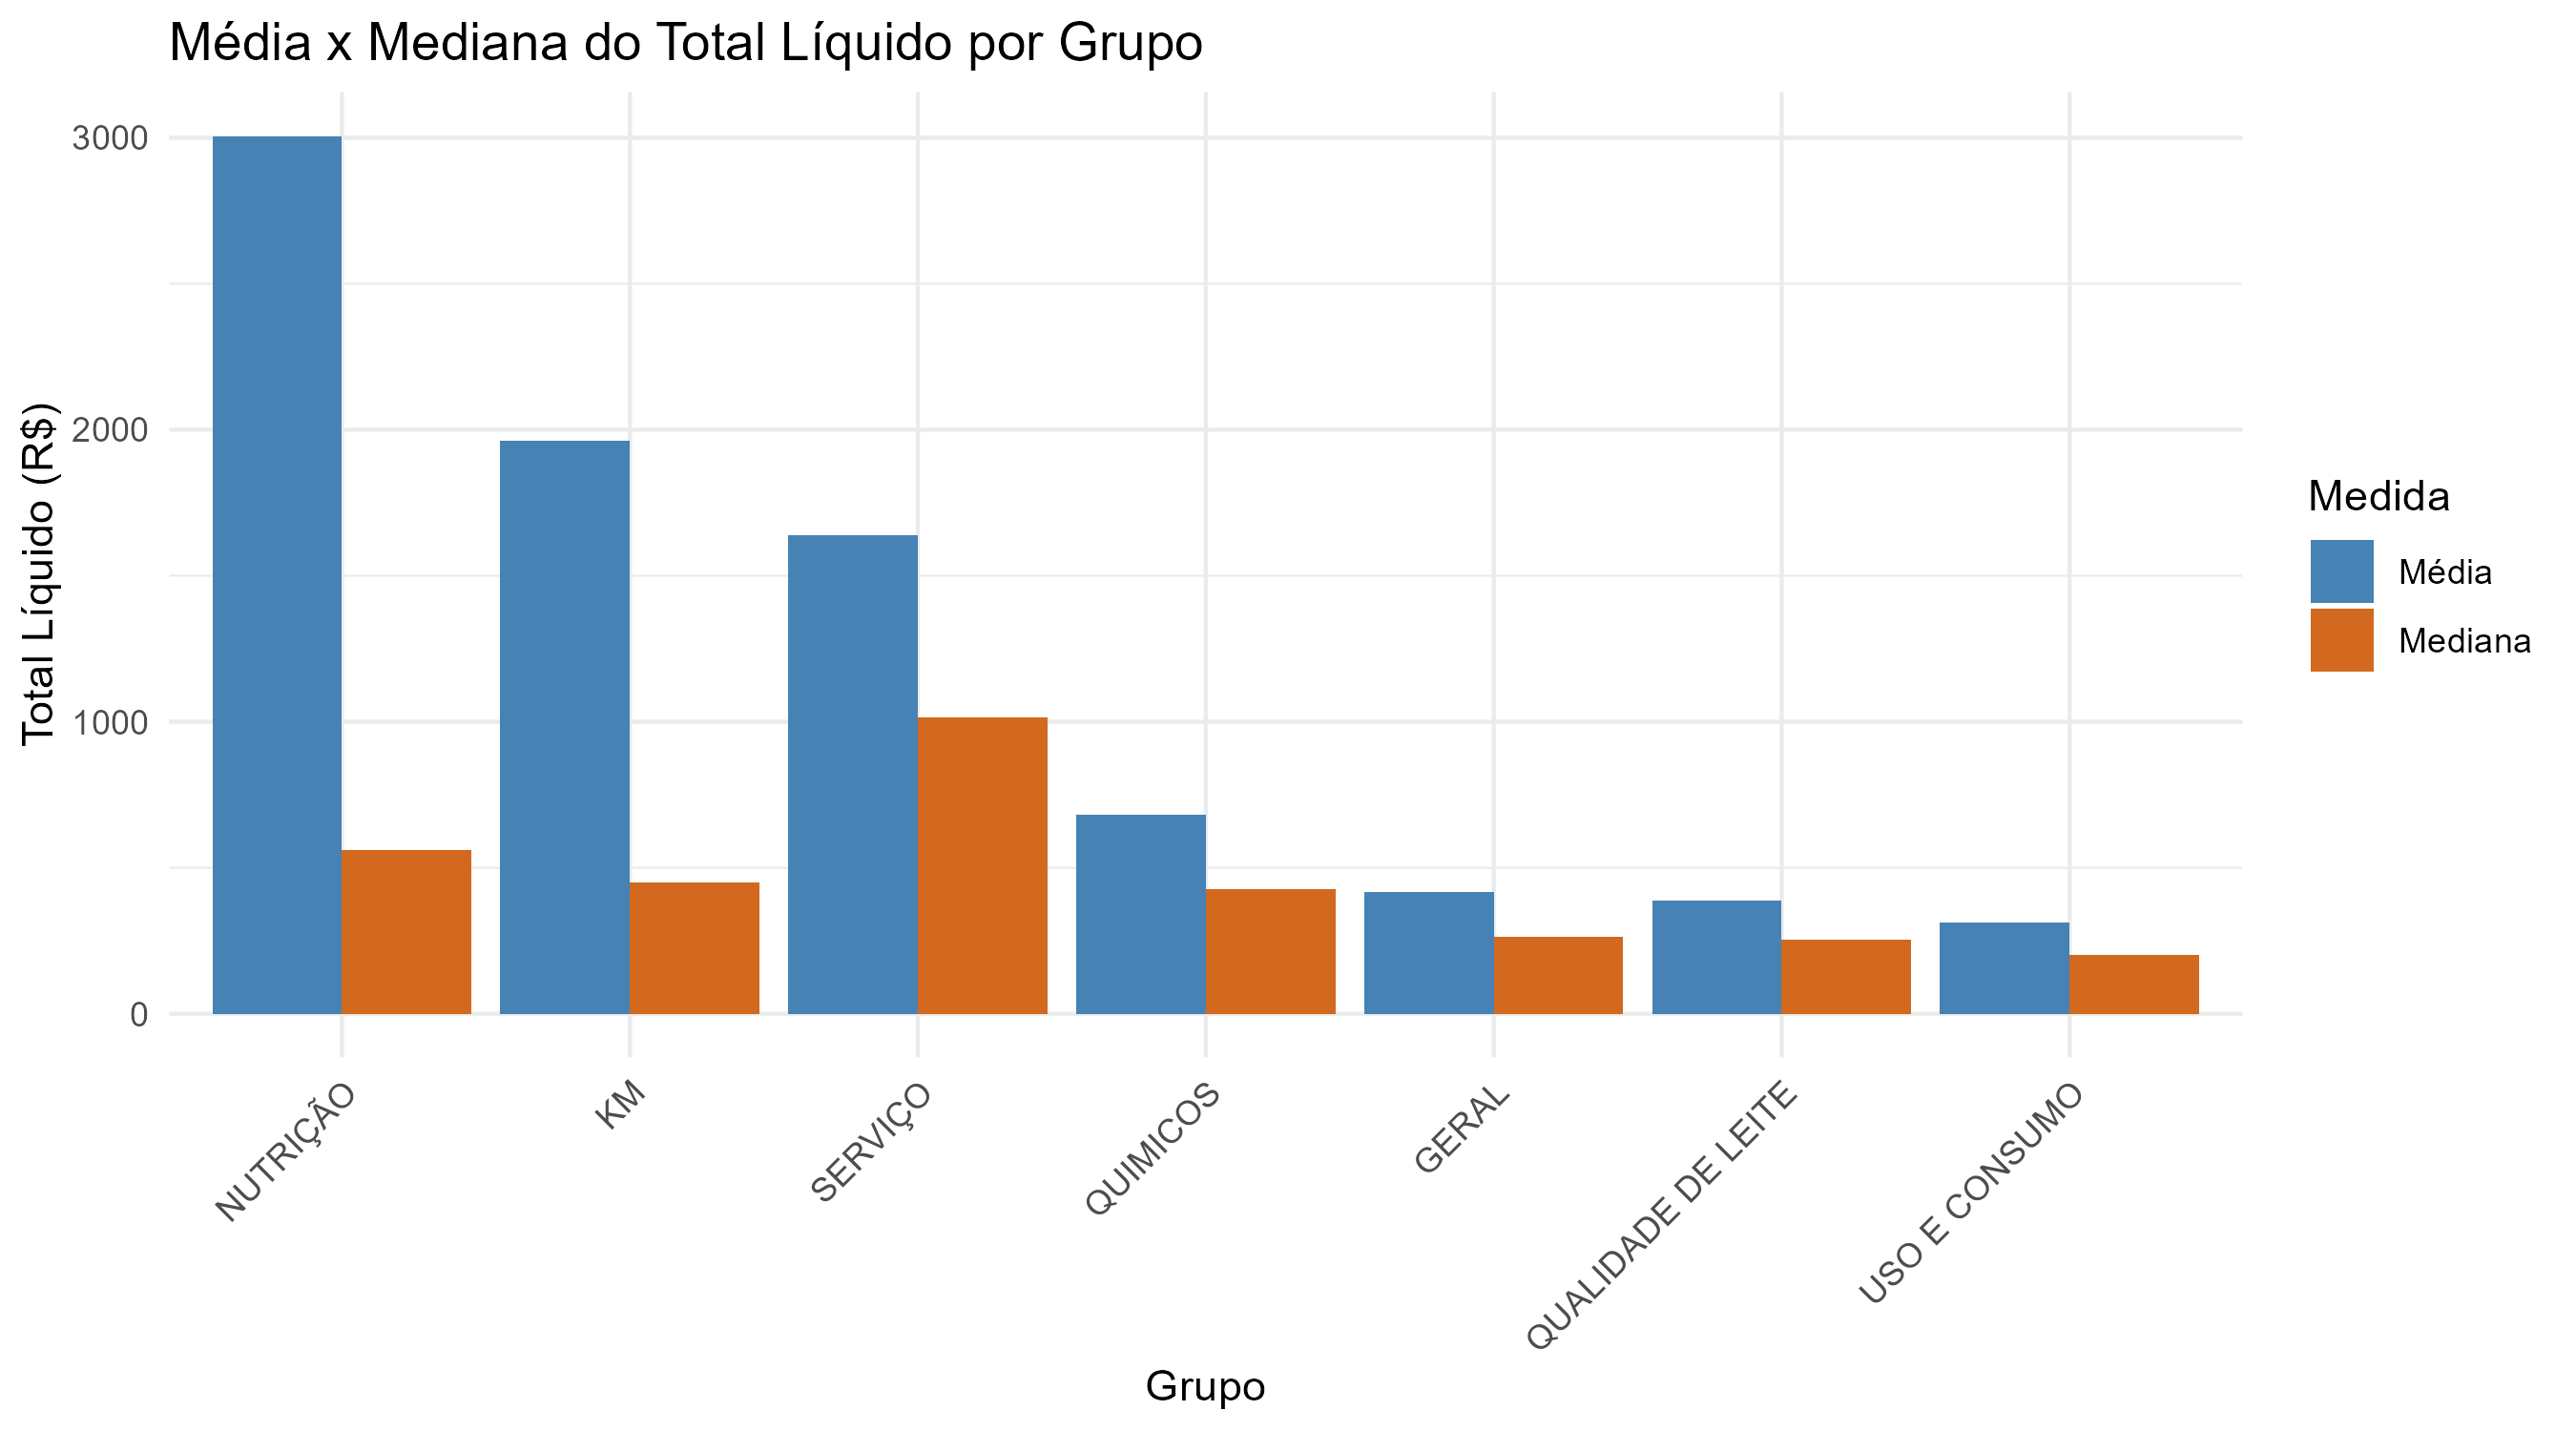 Média x Mediana do Total Líquido por Grupo
Total Líquido (R$)
3000
2000
1000
0
NUTRIÇÃO
KM
SERVIÇO
QUIMICOS
GERAL
QUALIDADE DE LEITE
USO E CONSUMO
Grupo
Medida
Média
Mediana